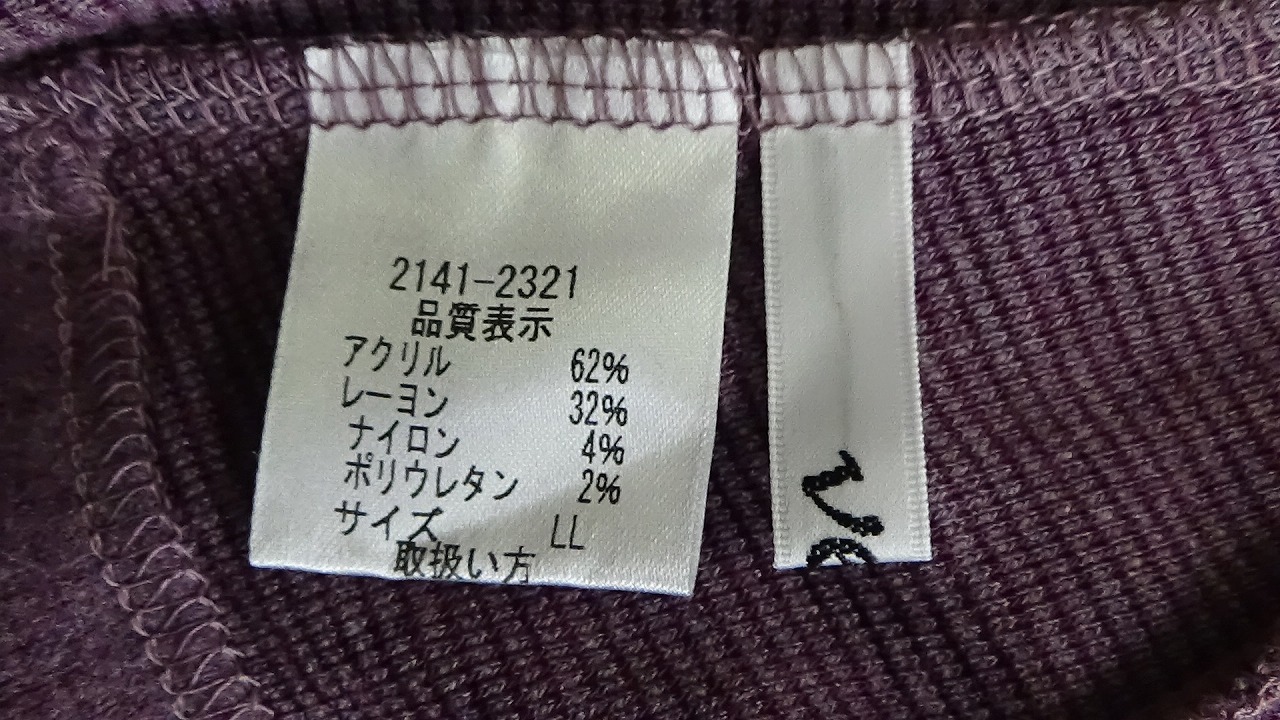 2141-2321
品質表示
アクリル 62%
レーヨン 32%
ナイロン 4%
ポリウレタン 2%
サイズ LL
取扱い方